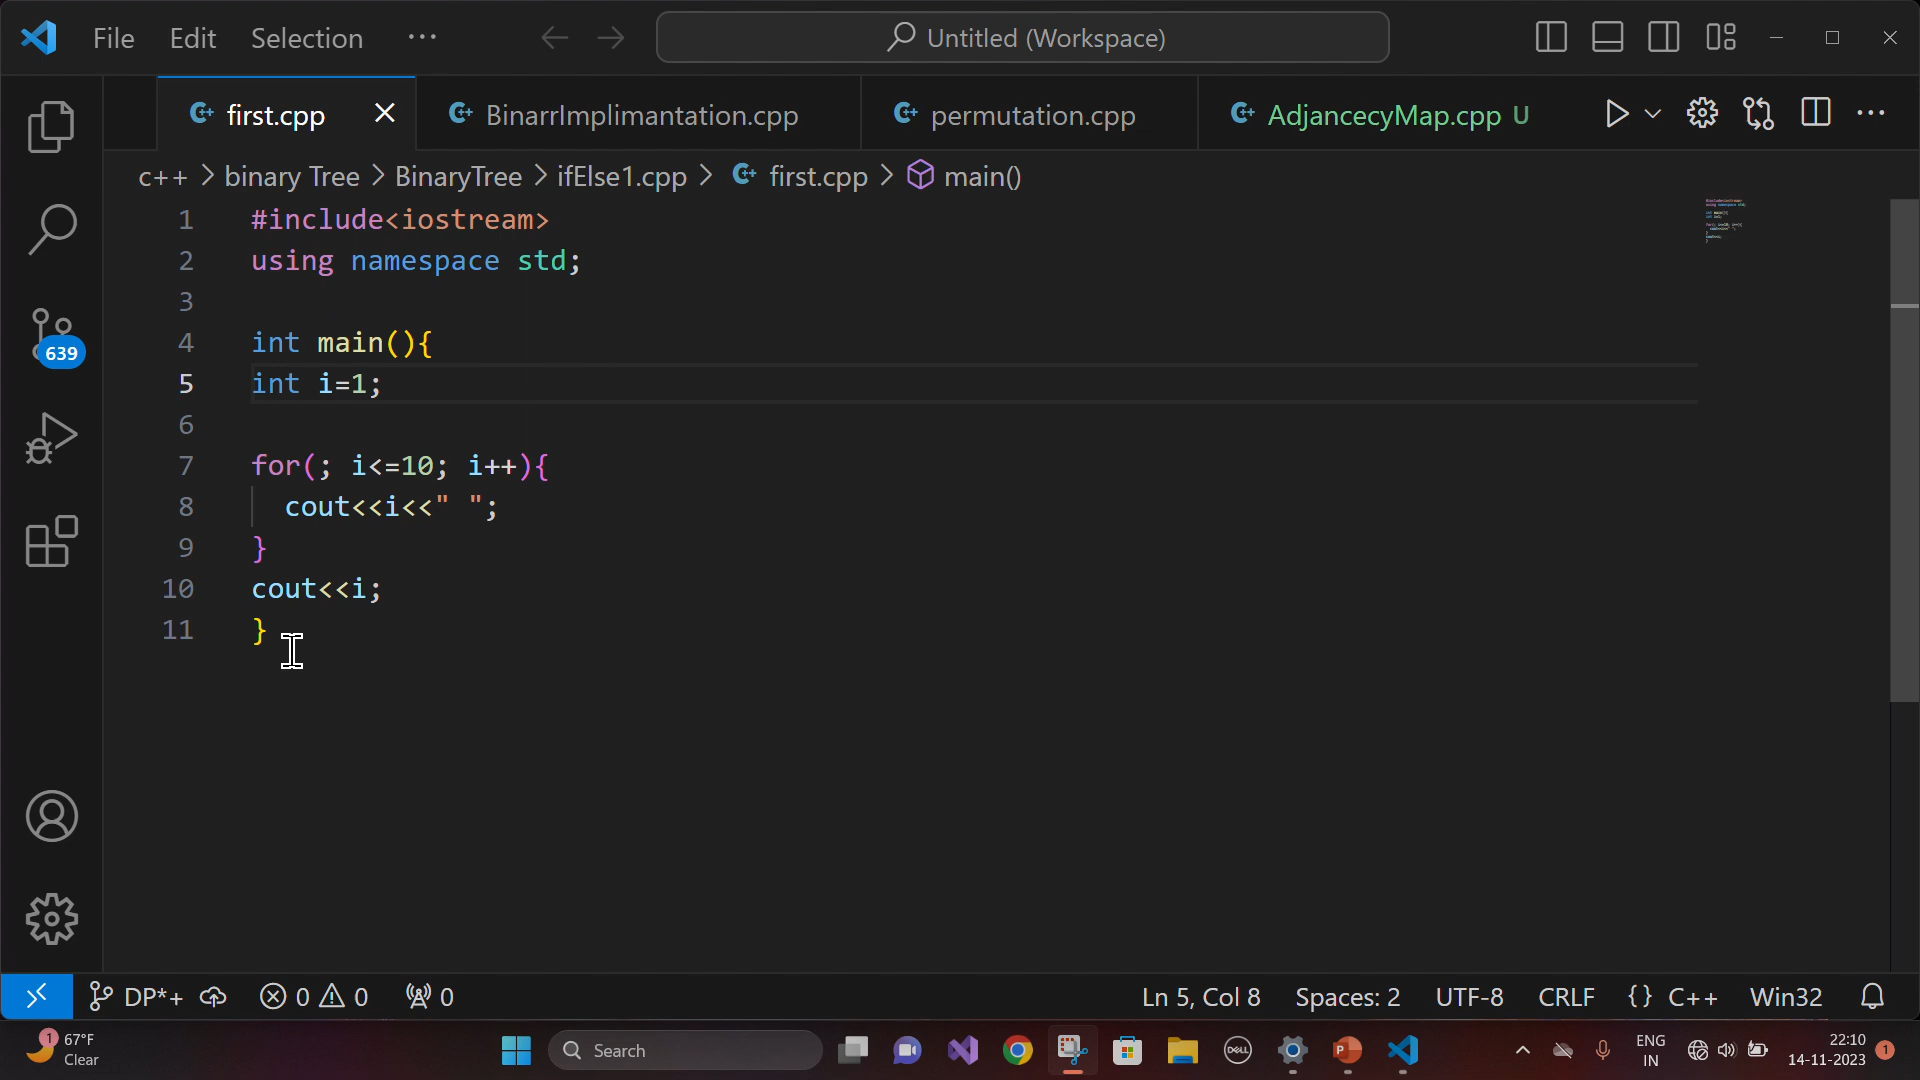 File Edit Selection ··· Untitled (Workspace)
first.cpp BinarrImplimantation.cpp permutation.cpp AdjancecyMap.cpp U
c++ > binary Tree > BinaryTree > ifElse1.cpp > first.cpp > main()
1 #include<iostream>
2 using namespace std;
3
4 int main(){
5 int i=1;
6
7 for(; i<=10; i++){
8 cout<<i<<" ";
9 }
10 cout<<i;
11 }
639
DP*+ 0 0 0 Ln 5, Col 8 Spaces: 2 UTF-8 CRLF {} C++ Win32
1 67°F
Clear
Search
DELL
P
ENG
IN
22:10
14-11-2023
1